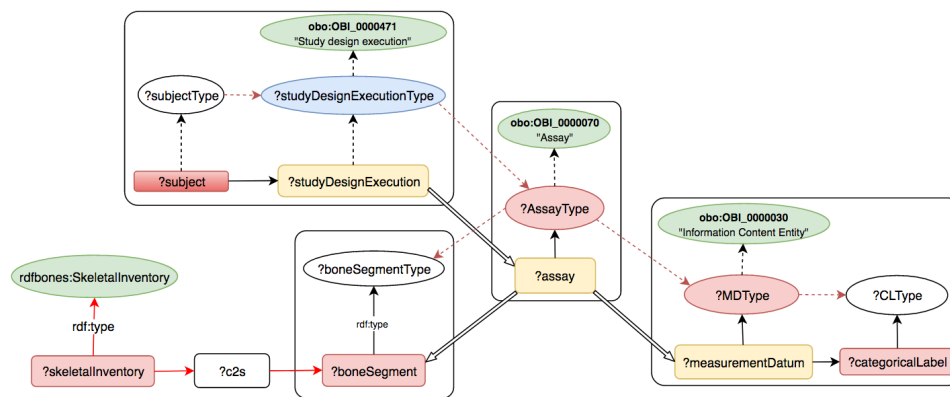 obo:OBI_0000471
"Study design execution"
?subjectType
?studyDesignExecutionType
?subject
?studyDesignExecution
obo:OBI_0000070
"Assay"
?AssayType
?assay
obo:OBI_0000030
"Information Content Entity"
?MDType
?CLType
?measurementDatum
?categoricalLabel
?boneSegmentType
rdf:type
?boneSegment
rdfbones:SkeletalInventory
rdf:type
?skeletalInventory
?c2s